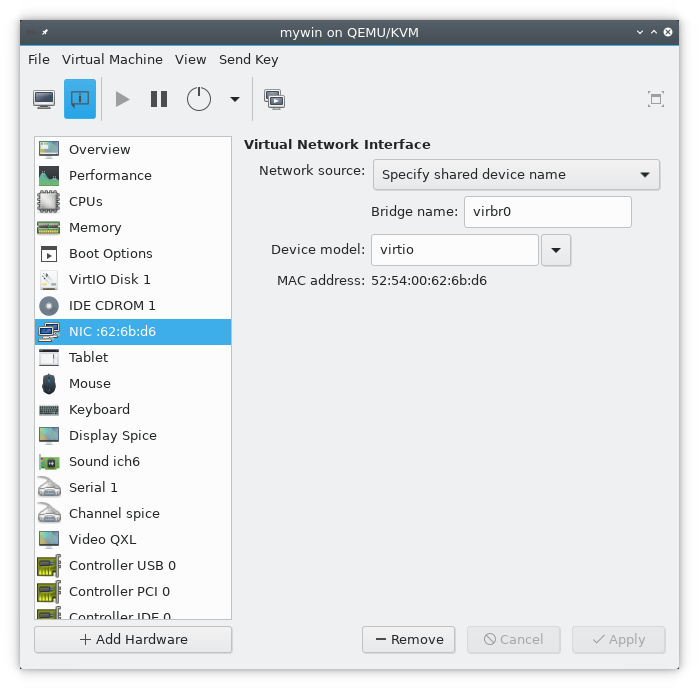 mywin on QEMU/KVM
File Virtual Machine View Send Key
Overview
Performance
CPUs
Memory
Boot Options
VirtIO Disk 1
IDE CDROM 1
NIC :62:6b:d6
Tablet
Mouse
Keyboard
Display Spice
Sound ich6
Serial 1
Channel spice
Video QXL
Controller USB 0
Controller PCI 0
Controller IDE 0
Add Hardware
Virtual Network Interface
Network source: Specify shared device name
Bridge name: virbr0
Device model: virtio
MAC address: 52:54:00:62:6b:d6
Remove Cancel Apply